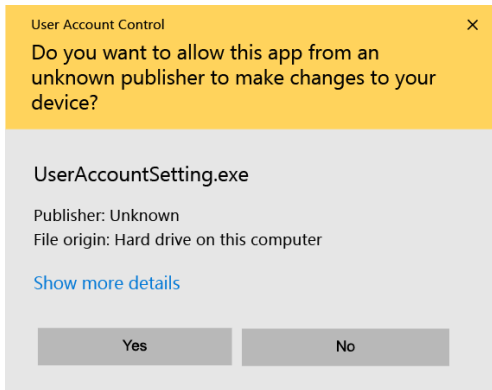 User Account Control
Do you want to allow this app from an
unknown publisher to make changes to your
device?
UserAccountSetting.exe
Publisher: Unknown
File origin: Hard drive on this computer
Show more details
Yes
No